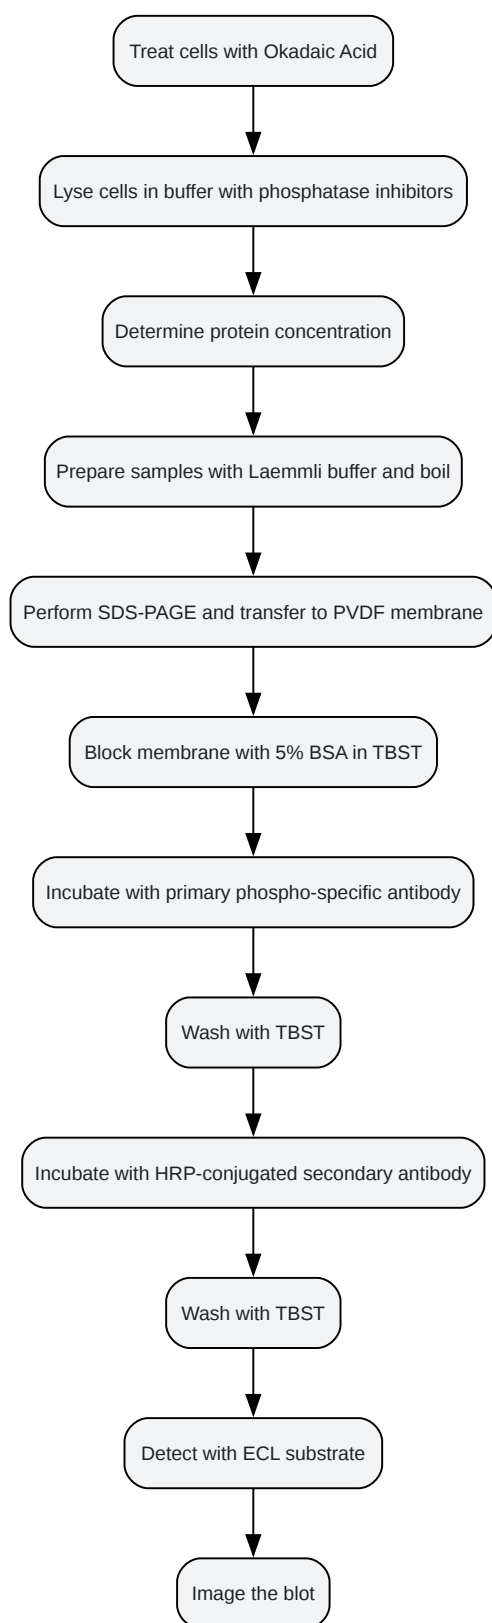 Treat cells with Okadaic Acid
Lyse cells in buffer with phosphatase inhibitors
Determine protein concentration
Prepare samples with Laemmli buffer and boil
Perform SDS-PAGE and transfer to PVDF membrane
Block membrane with 5% BSA in TBST
Incubate with primary phospho-specific antibody
Wash with TBST
Incubate with HRP-conjugated secondary antibody
Wash with TBST
Detect with ECL substrate
Image the blot